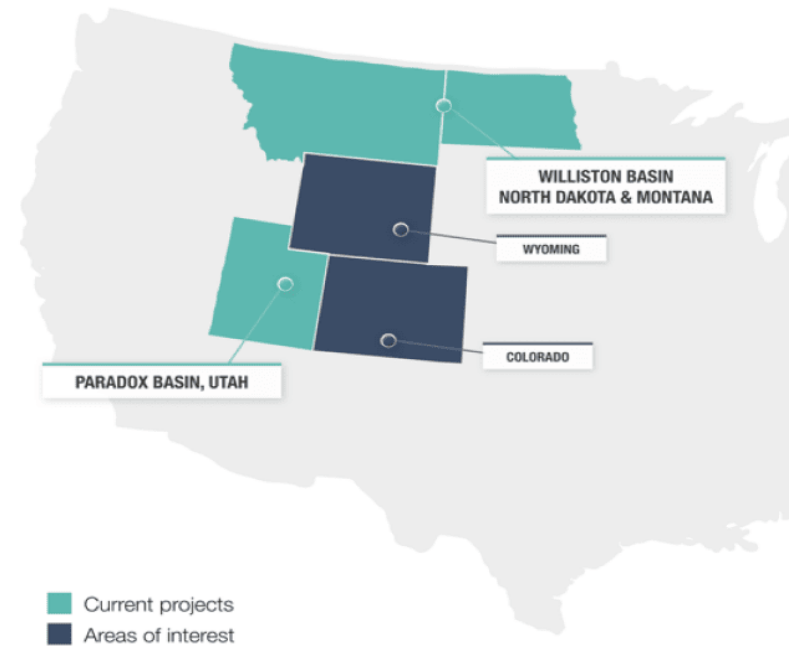 WILLISTON BASIN
NORTH DAKOTA & MONTANA
WYOMING
COLORADO
PARADOX BASIN, UTAH
Current projects
Areas of interest